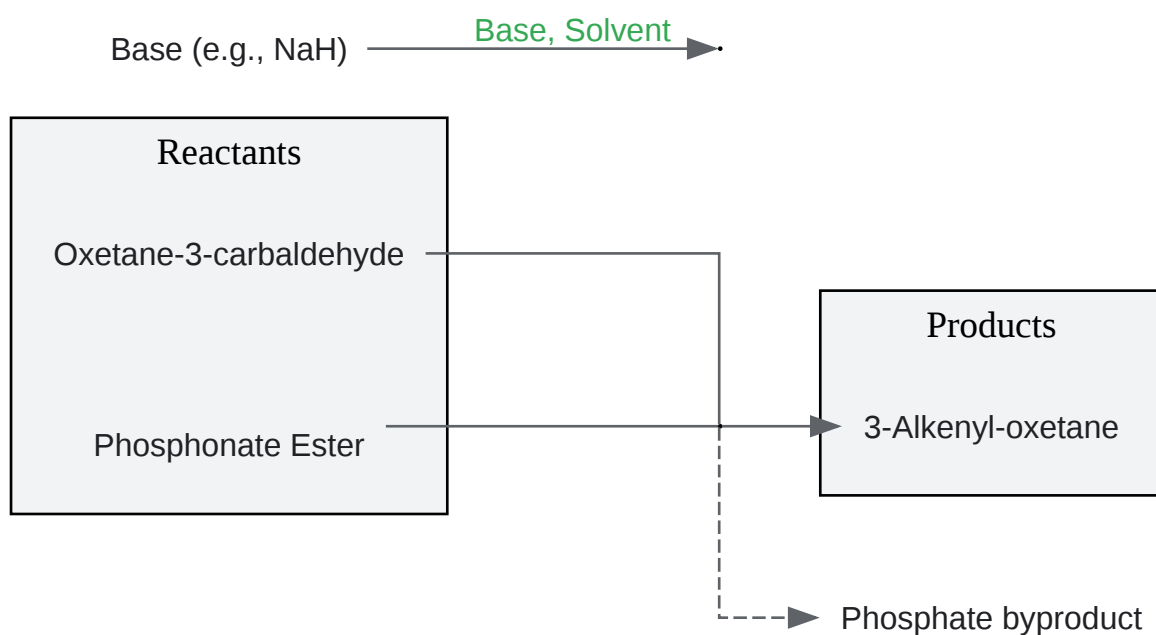 Base (e.g., NaH)
Base, Solvent
Reactants
Oxetane-3-carbaldehyde
Phosphonate Ester
Products
3-Alkenyl-oxetane
Phosphate byproduct